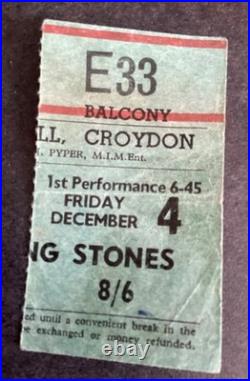 E33
BALCONY
LL, CROYDON
PYPER, M.I.M.Ent.
1st Performance 6-45
FRIDAY
DECEMBER 4
NG STONES
8/6
ed until a convenient break in the
be exchanged or money refunded.